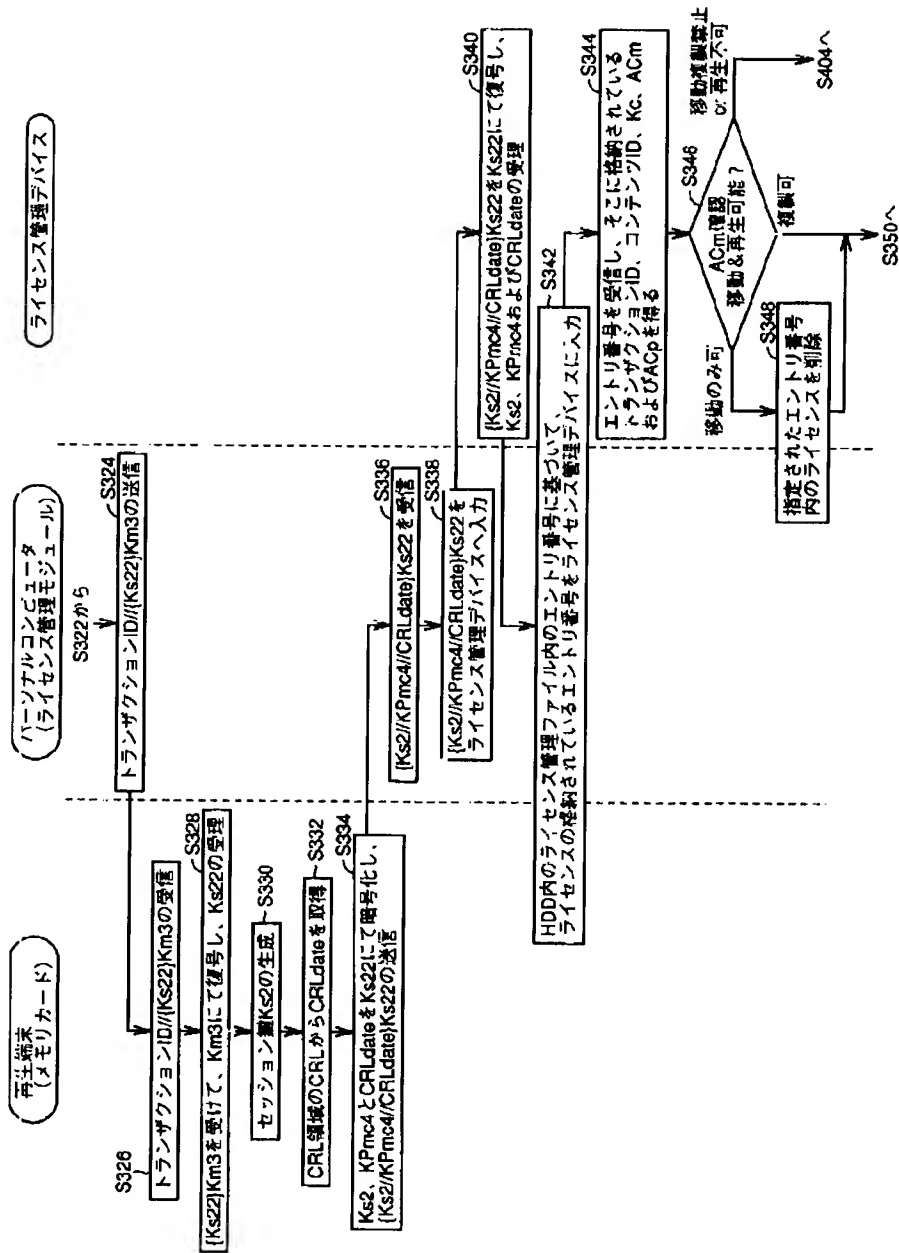 再生端末
(メモリカード)
パーソナルコンピュータ
(ライセンス管理モジュール)
ライセンス管理デバイス
S322から
S324
トランザクションID//{Ks22}Km3の送信
S326
トランザクションID//{Ks22}Km3の受信
S328
{Ks22}Km3を受けて、Km3にて復号し、Ks22の受理
S330
セッション鍵Ks2の生成
S332
CRL領域のCRLからCRLdateを取得
S334
Ks2、KPmc4とCRLdateをKs22にて暗号化し、
{Ks2//KPmc4//CRLdate}Ks22の送信
S336
{Ks2//KPmc4//CRLdate}Ks22を受信
S338
{Ks2//KPmc4//CRLdate}Ks22を
ライセンス管理デバイスへ入力
S340
{Ks2//KPmc4//CRLdate}Ks22をKs22にて復号し、
Ks2、KPmc4およびCRLdateの受理
S342
HDD内のライセンス管理ファイル内のエントリ番号に基づいて、
ライセンスの格納されているエントリ番号をライセンス管理デバイスに入力
S344
エントリ番号を受信し、そこに格納されている
トランザクションID、コンテンツID、Kc、ACm
およびACpを得る
S346
ACm確認
移動&再生可能?
移動複製禁止
or 再生不可
S404へ
移動のみ可
複製可
S348
指定されたエントリ番号
内のライセンスを削除
S350へ